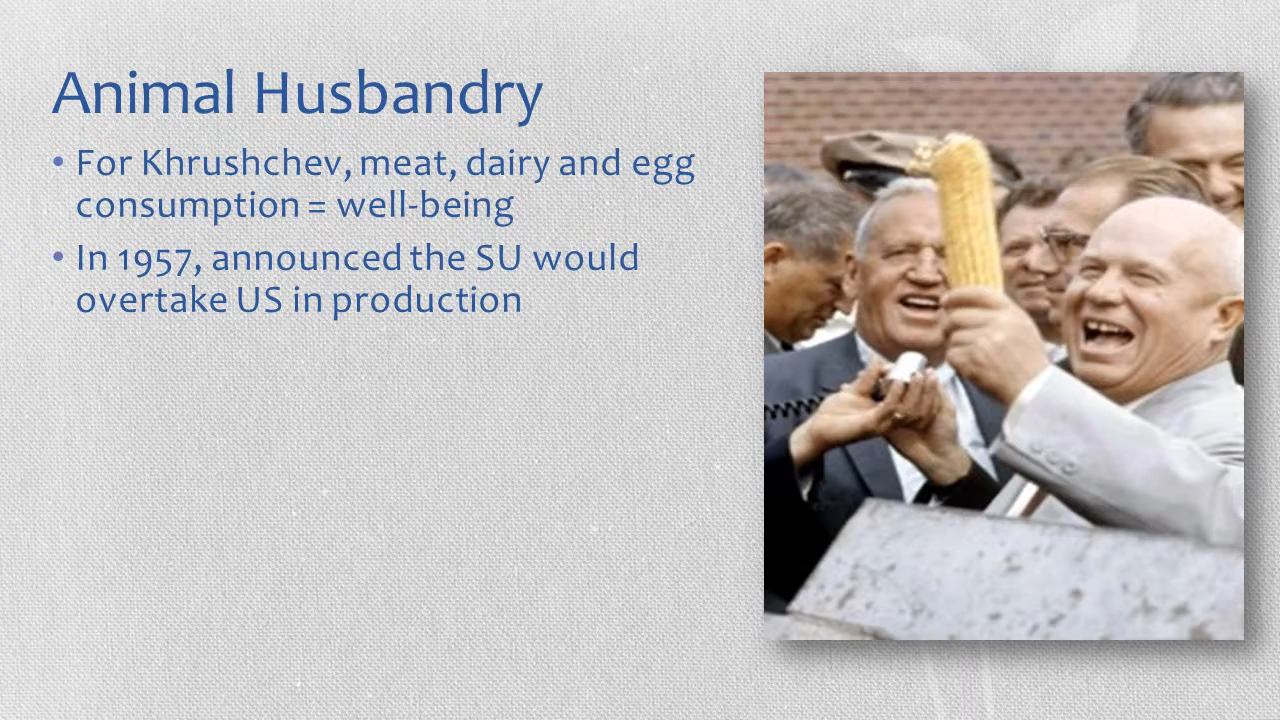 Animal Husbandry
• For Khrushchev, meat, dairy and egg
consumption = well-being
• In 1957, announced the SU would
overtake US in production